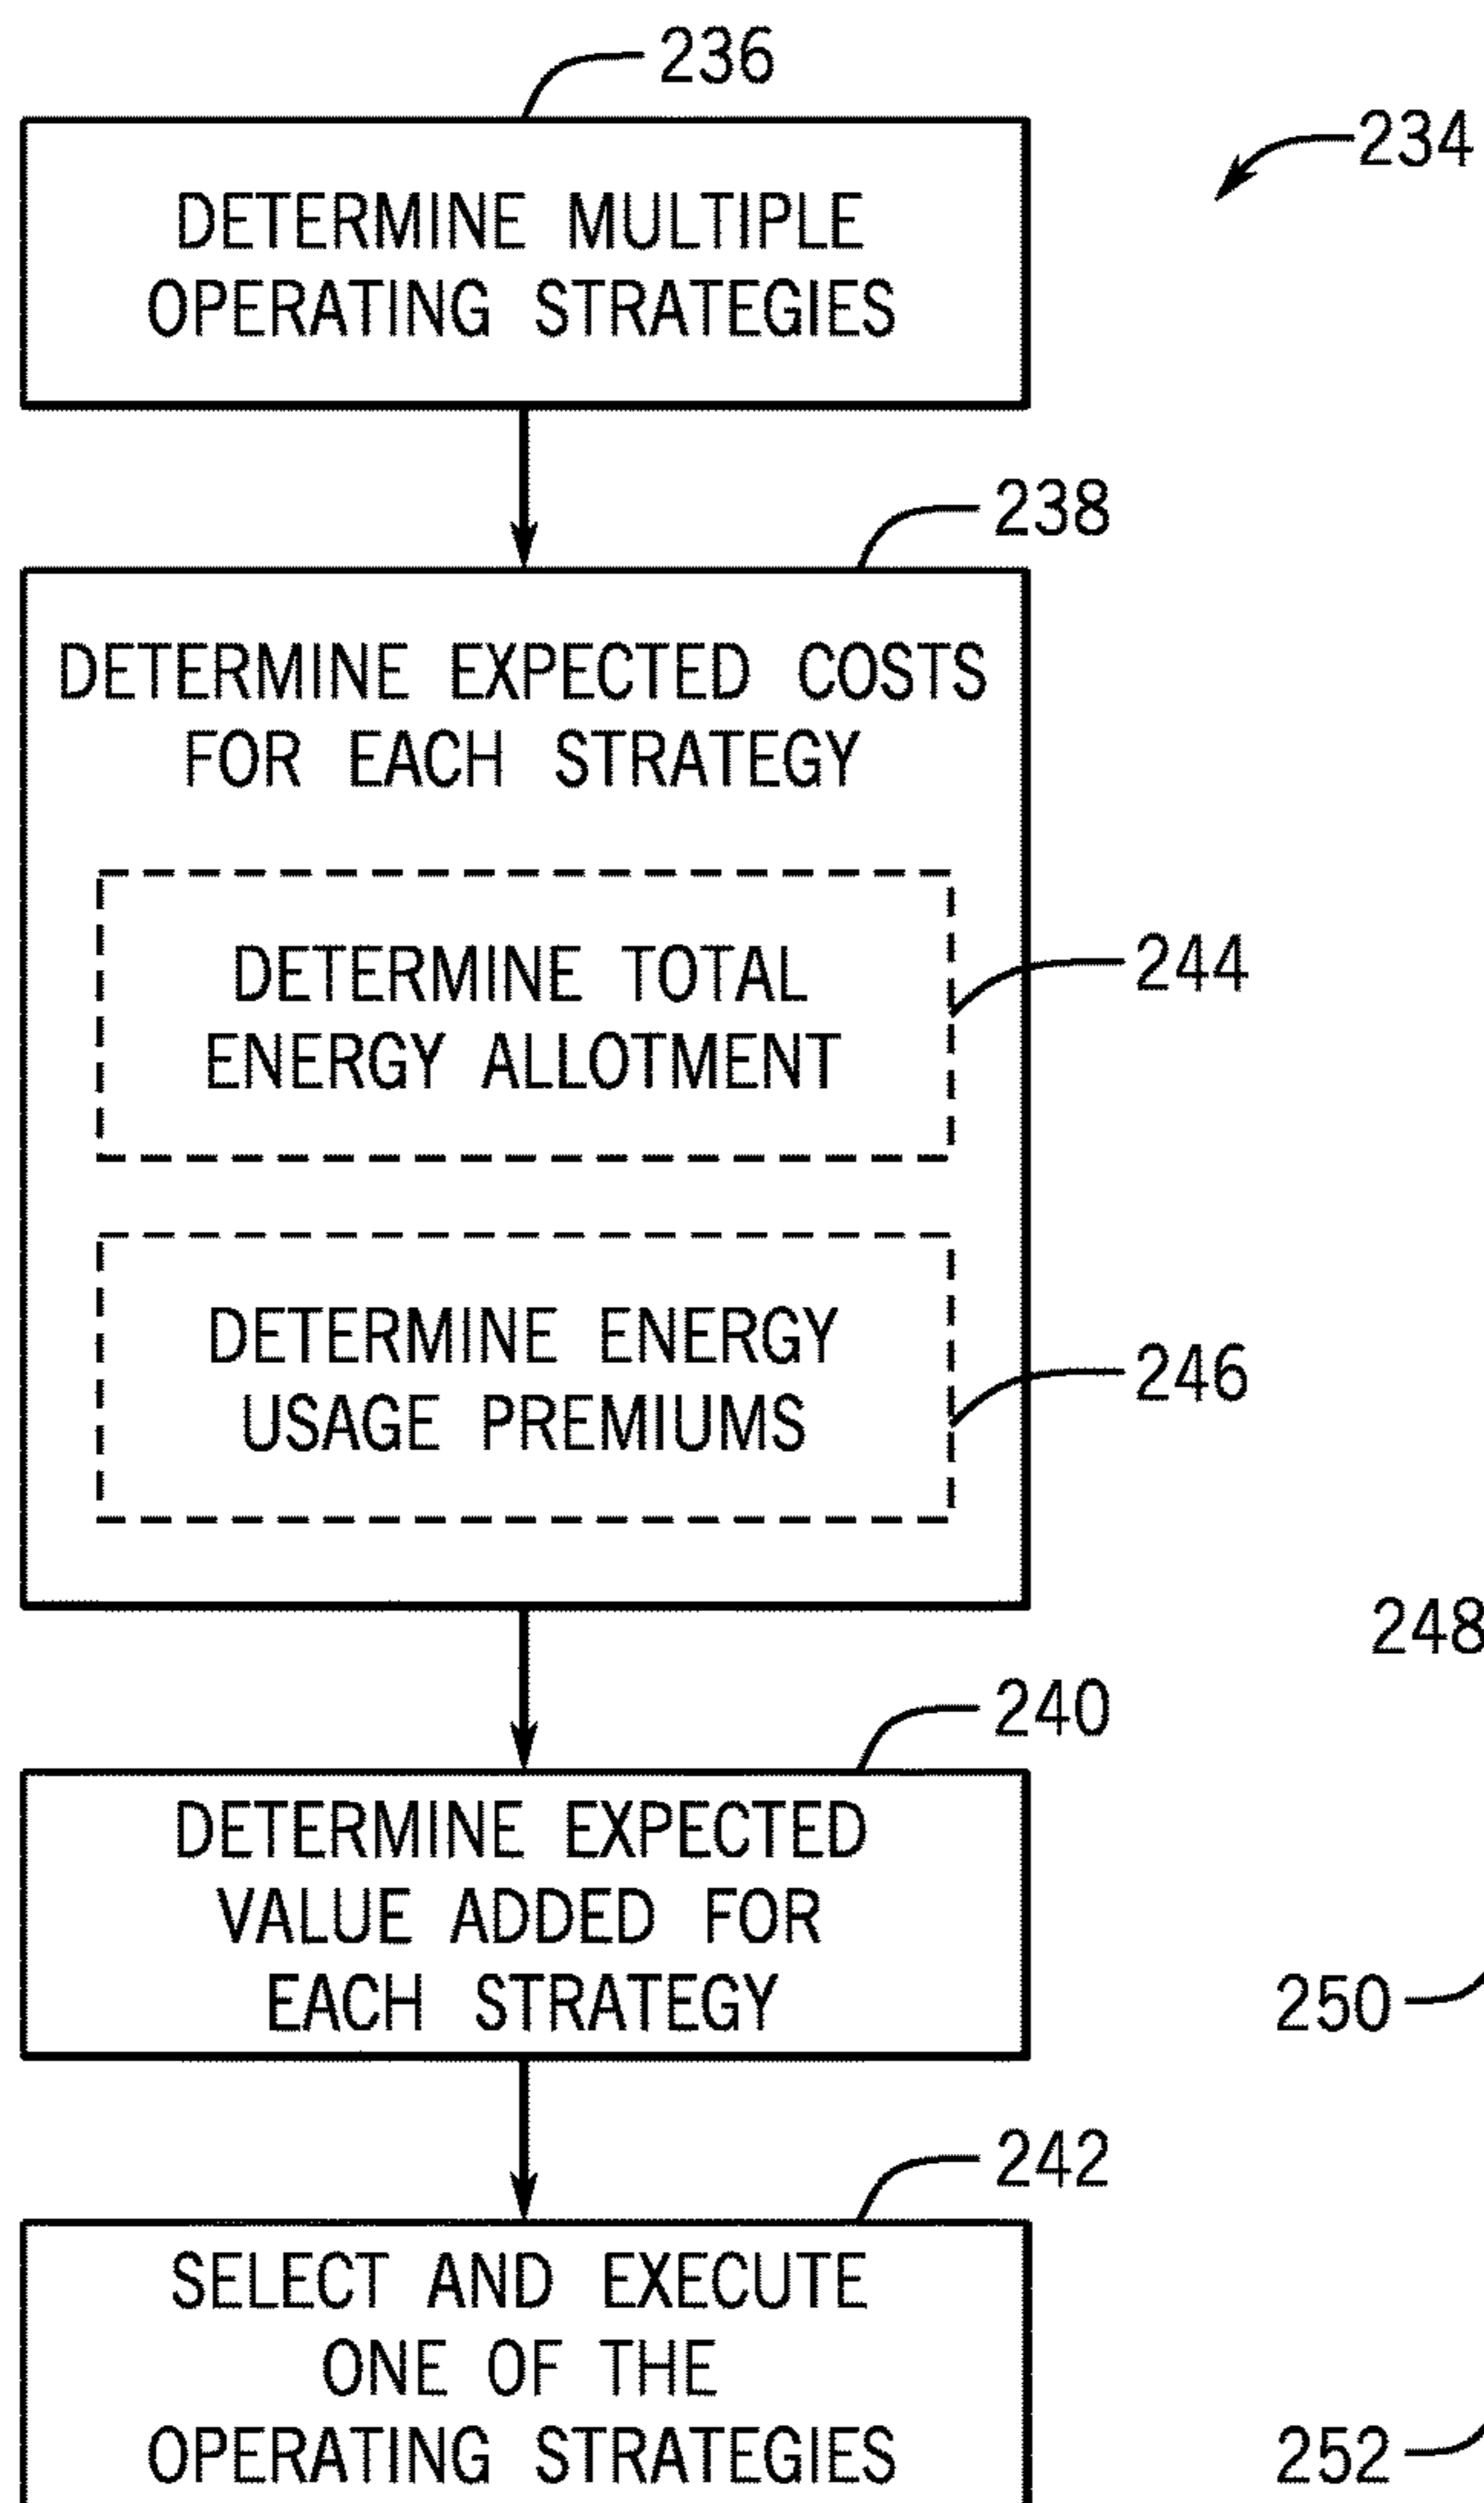 236
234
DETERMINE MULTIPLE
OPERATING STRATEGIES
238
DETERMINE EXPECTED COSTS
FOR EACH STRATEGY
DETERMINE TOTAL
ENERGY ALLOTMENT
244
DETERMINE ENERGY
USAGE PREMIUMS
246
248
240
DETERMINE EXPECTED
VALUE ADDED FOR
EACH STRATEGY
250
242
SELECT AND EXECUTE
ONE OF THE
OPERATING STRATEGIES
252